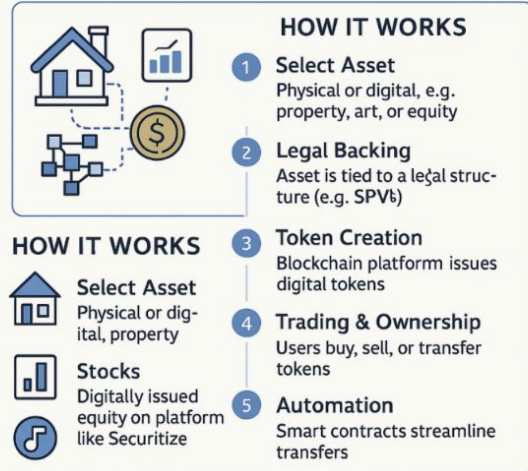 HOW IT WORKS
1 Select Asset
Physical or digital, e.g.
property, art, or equity
2 Legal Backing
Asset is tied to a legal struc-
ture (e.g. SPV)
3 Token Creation
Blockchain platform issues
digital tokens
4 Trading & Ownership
Users buy, sell, or transfer
tokens
5 Automation
Smart contracts streamline
transfers
HOW IT WORKS
Select Asset
Physical or dig-
ital, property
Stocks
Digitally issued
equity on platform
like Securitize
$